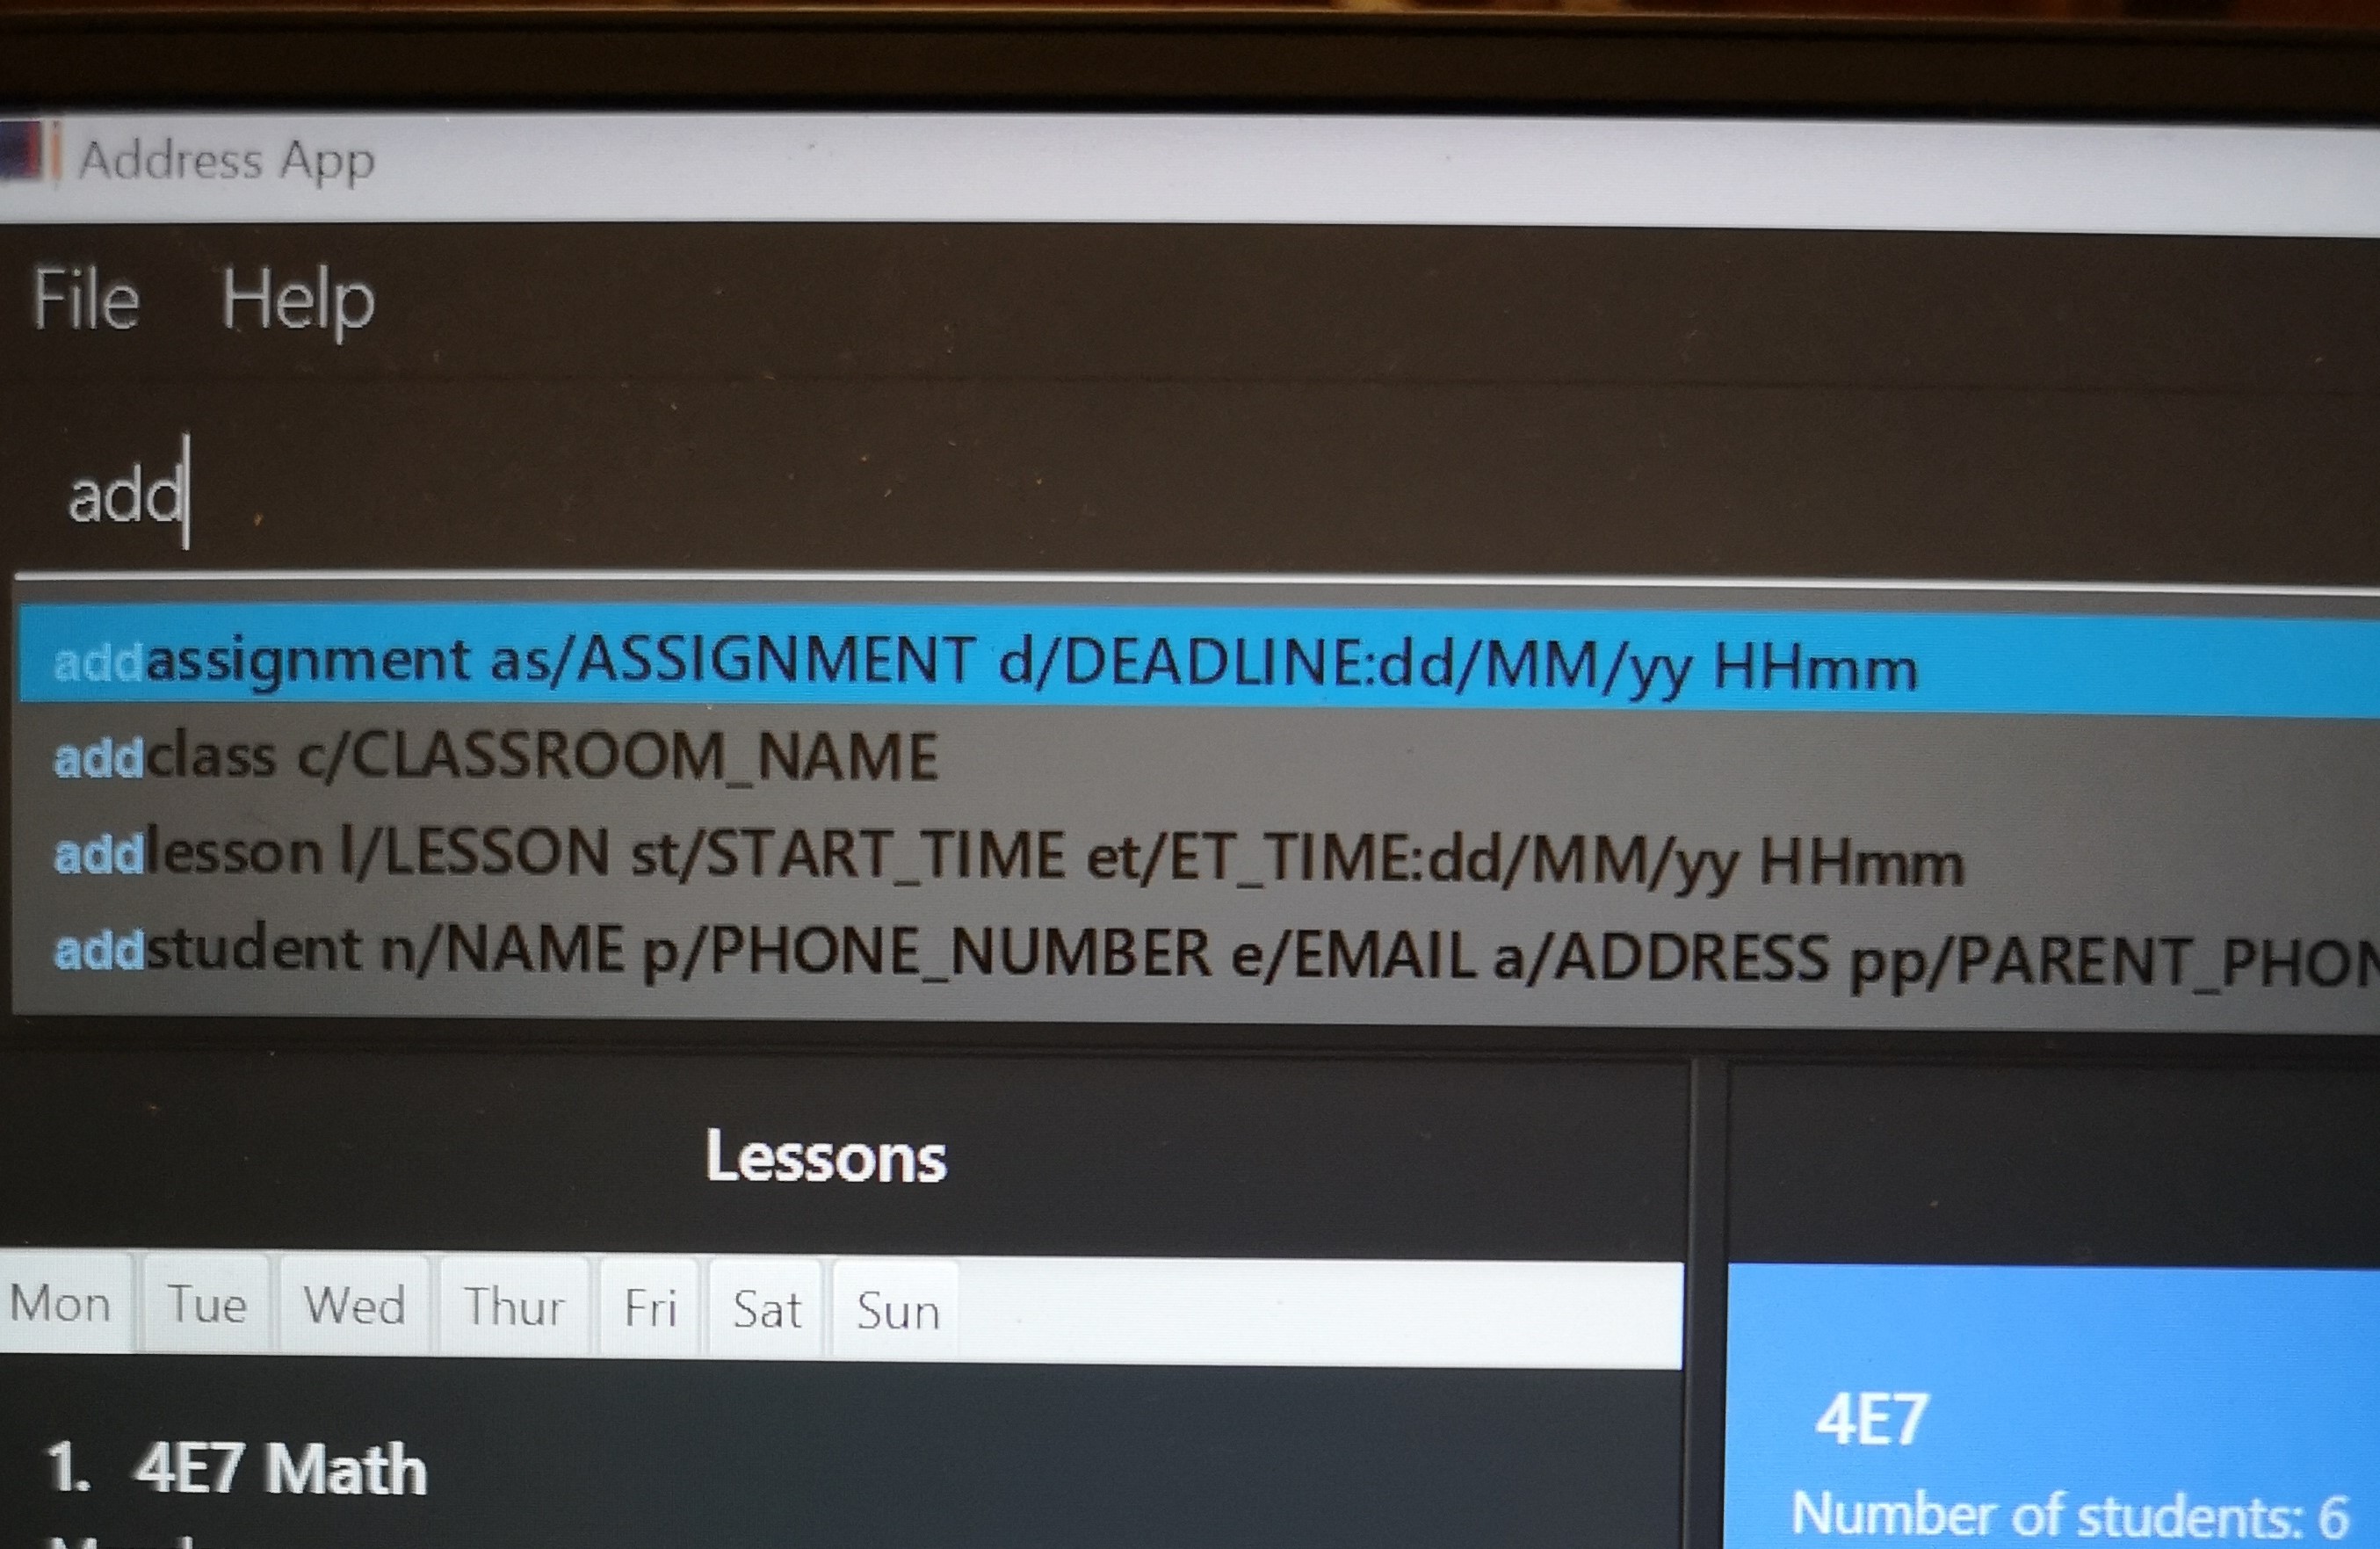 Address App
File Help
add
addassignment as/ASSIGNMENT d/DEADLINE:dd/MM/yy HHmm
addclass c/CLASSROOM_NAME
addlesson l/LESSON st/START_TIME et/ET_TIME:dd/MM/yy HHmm
addstudent n/NAME p/PHONE_NUMBER e/EMAIL a/ADDRESS pp/PARENT_PHON
Lessons
Mon Tue Wed Thur Fri Sat Sun
1. 4E7 Math
4E7
Number of students: 6